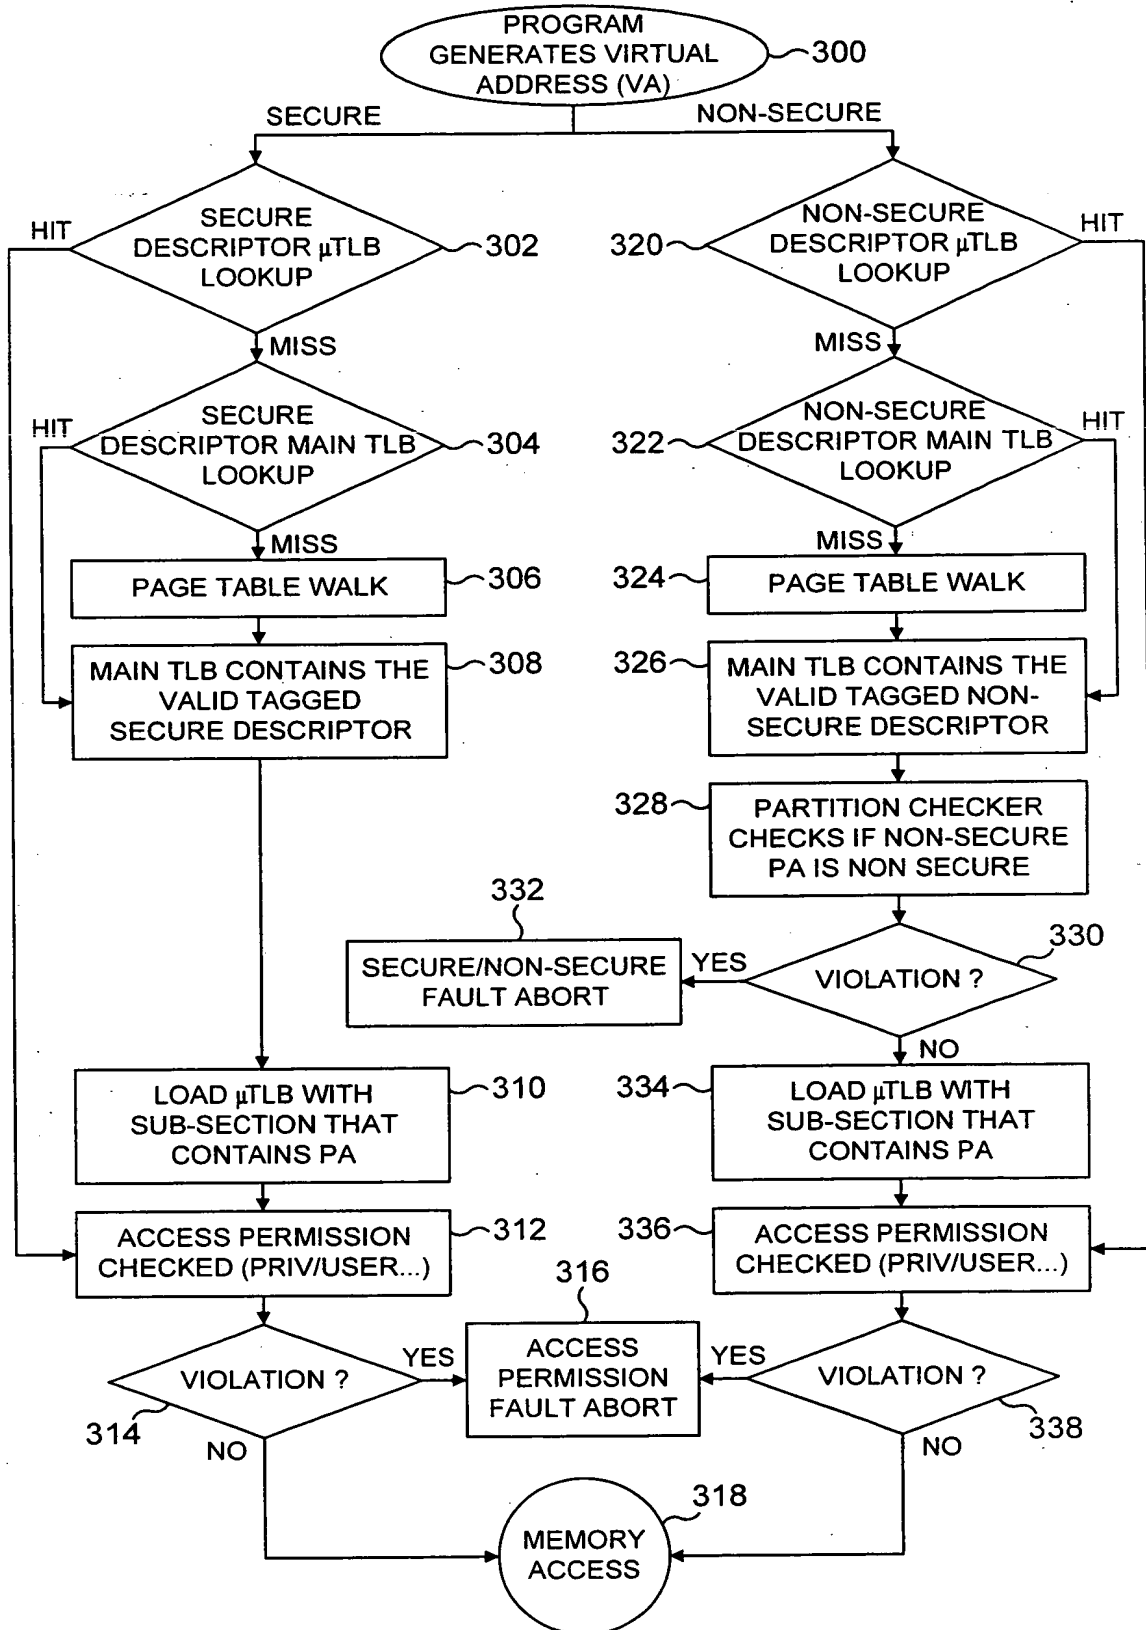 PROGRAM
GENERATES VIRTUAL
ADDRESS (VA)
300
SECURE
NON-SECURE
HIT
SECURE
DESCRIPTOR µTLB
LOOKUP
302
320
NON-SECURE
DESCRIPTOR µTLB
LOOKUP
HIT
MISS
MISS
HIT
SECURE
DESCRIPTOR MAIN TLB
LOOKUP
304
322
NON-SECURE
DESCRIPTOR MAIN TLB
LOOKUP
HIT
MISS
MISS
PAGE TABLE WALK
306
324
PAGE TABLE WALK
MAIN TLB CONTAINS THE
VALID TAGGED
SECURE DESCRIPTOR
308
326
MAIN TLB CONTAINS THE
VALID TAGGED NON-
SECURE DESCRIPTOR
328
PARTITION CHECKER
CHECKS IF NON-SECURE
PA IS NON SECURE
332
SECURE/NON-SECURE
FAULT ABORT
YES
VIOLATION ?
330
NO
LOAD µTLB WITH
SUB-SECTION THAT
CONTAINS PA
310
334
LOAD µTLB WITH
SUB-SECTION THAT
CONTAINS PA
ACCESS PERMISSION
CHECKED (PRIV/USER...)
312
336
ACCESS PERMISSION
CHECKED (PRIV/USER...)
316
VIOLATION ?
314
YES
ACCESS
PERMISSION
FAULT ABORT
YES
VIOLATION ?
338
NO
NO
MEMORY
ACCESS
318